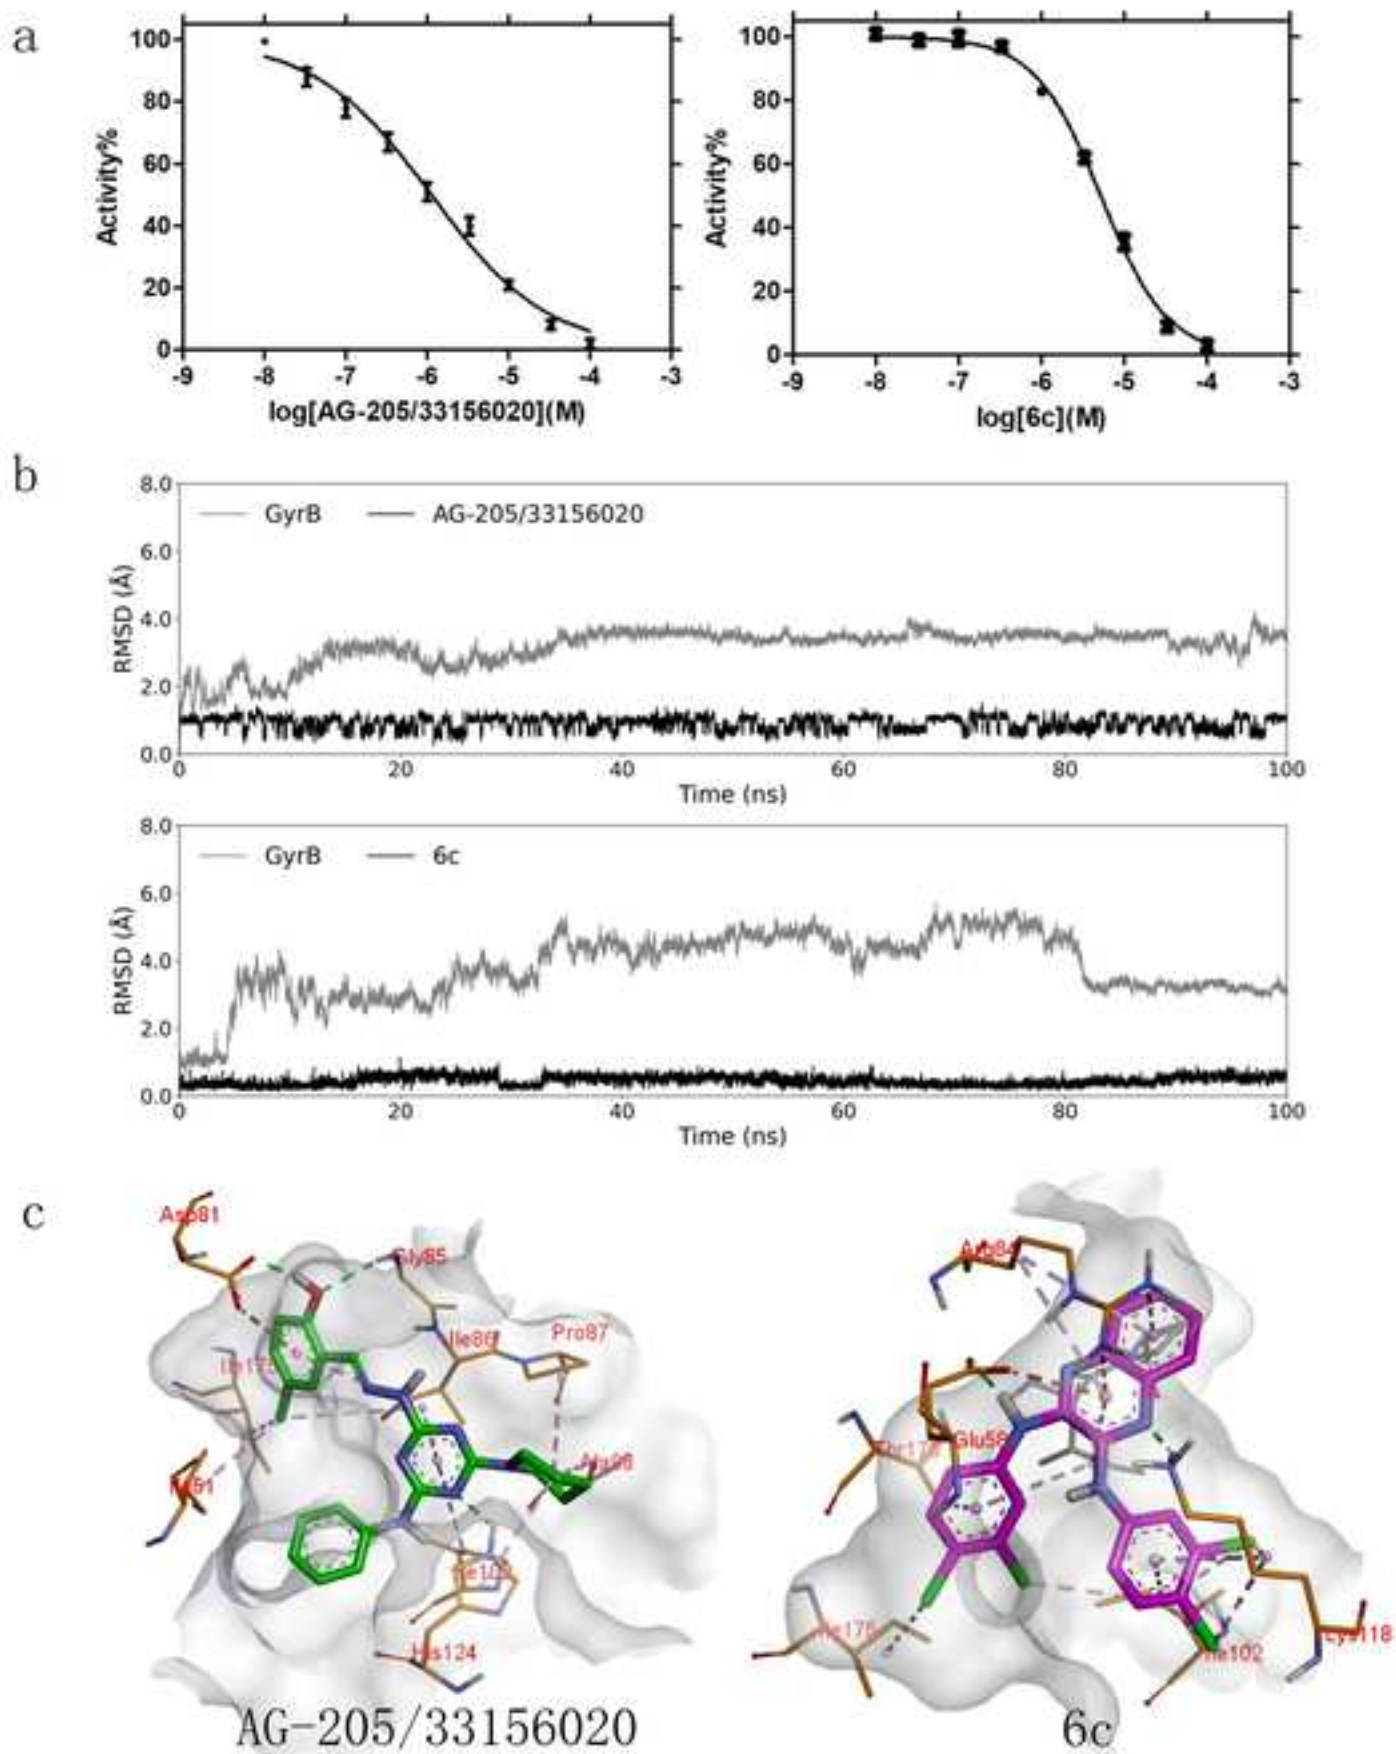 a
100
80
60
40
20
0
Activity%
-9 -8 -7 -6 -5 -4 -3
log[AG-205/33156020](M)
100
80
60
40
20
0
Activity%
-9 -8 -7 -6 -5 -4 -3
log[6c](M)
b
8.0
6.0
4.0
2.0
0.0
RMSD (Å)
GyrB AG-205/33156020
0 20 40 60 80 100
Time (ns)
8.0
6.0
4.0
2.0
0.0
RMSD (Å)
GyrB 6c
0 20 40 60 80 100
Time (ns)
c
Asp81
Gly85
Ile86
Pro87
His124
AG-205/33156020
Glu58
Lys118
6c